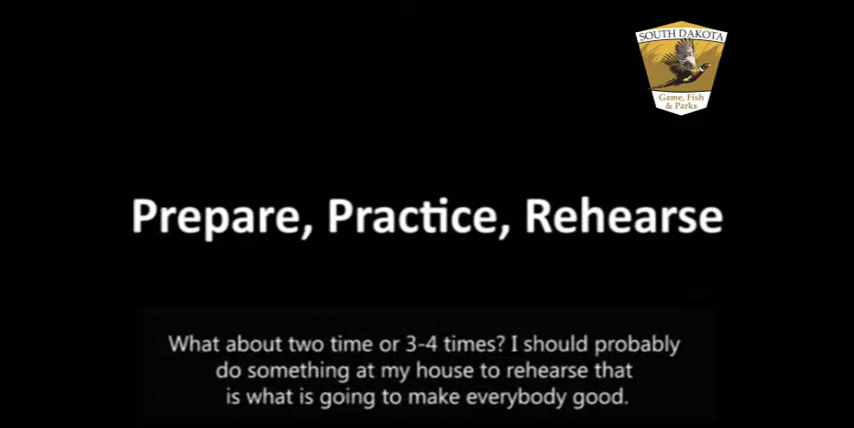 SOUTH DAKOTA
Game, Fish
& Parks
Prepare, Practice, Rehearse
What about two time or 3-4 times? I should probably
do something at my house to rehearse that
is what is going to make everybody good.